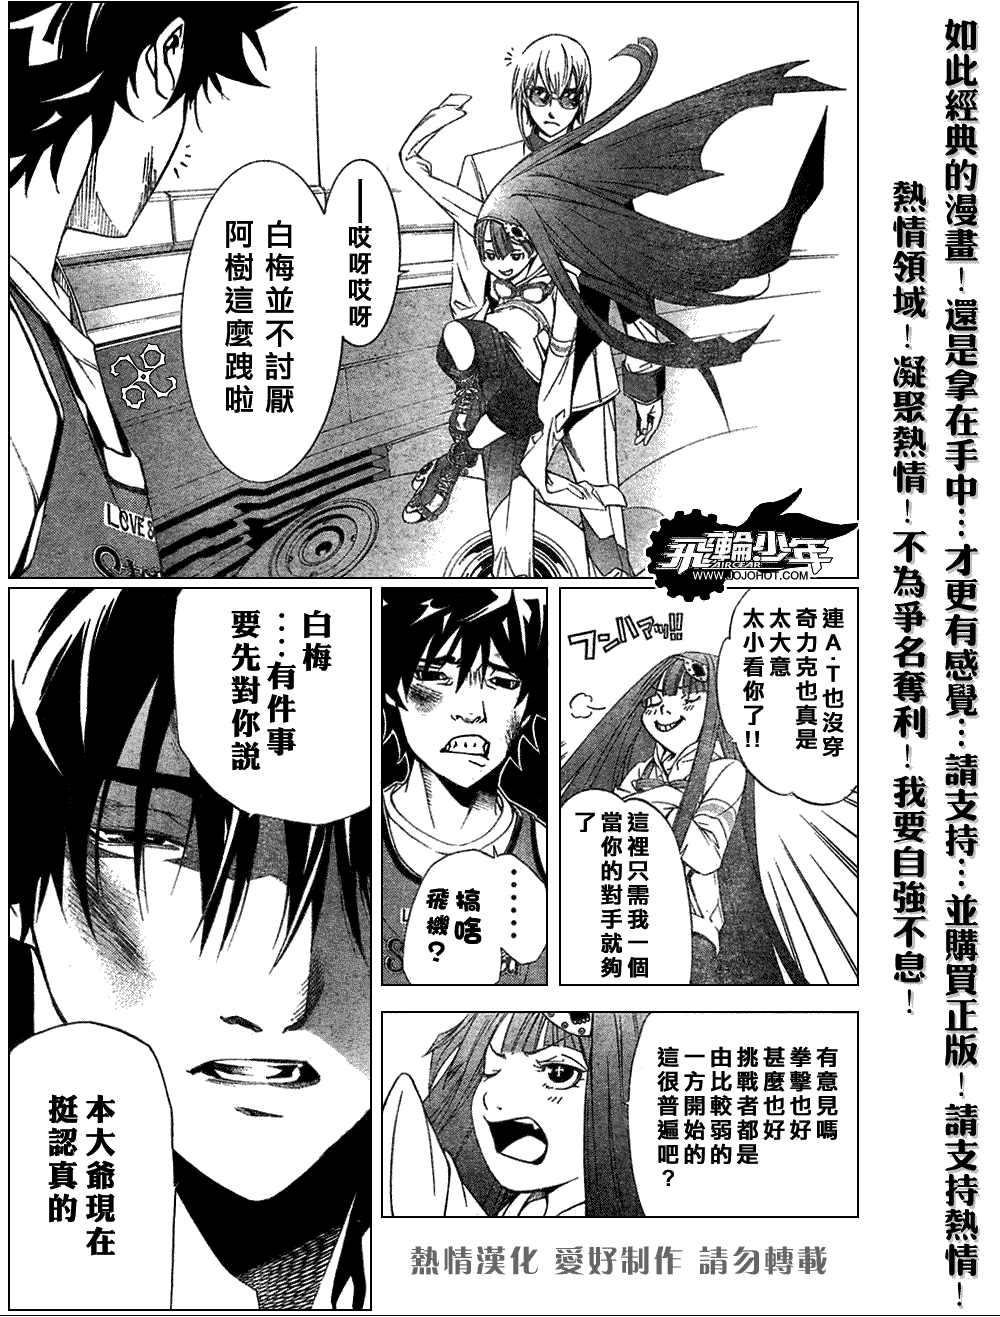 如此經典的漫畫！還是拿在手中…才更有感覺…請支持…並購買正版！請支持熱情！
熱情領域！凝聚熱情！不為爭名奪利！我要自強不息！
━哎呀哎呀
白梅並不討厭
阿樹這麼跩啦
LOVE 8
飛輪少年
AIRGEAR
WWW.JOJOHOT.COM
連A·T也沒穿
奇力克也真是
太大意
太小看你了!!
フンハァッ!!
這裡只需我一個
當你的對手就夠
了
……
搞啥
飛機？
白梅
……有件事
要先對你說
本大爺現在
挺認真的
有意見嗎
拳擊也好
甚麼也好
挑戰者都是
由比較弱的
一方開始的
這很普遍吧？
熱情漢化 愛好制作 請勿轉載